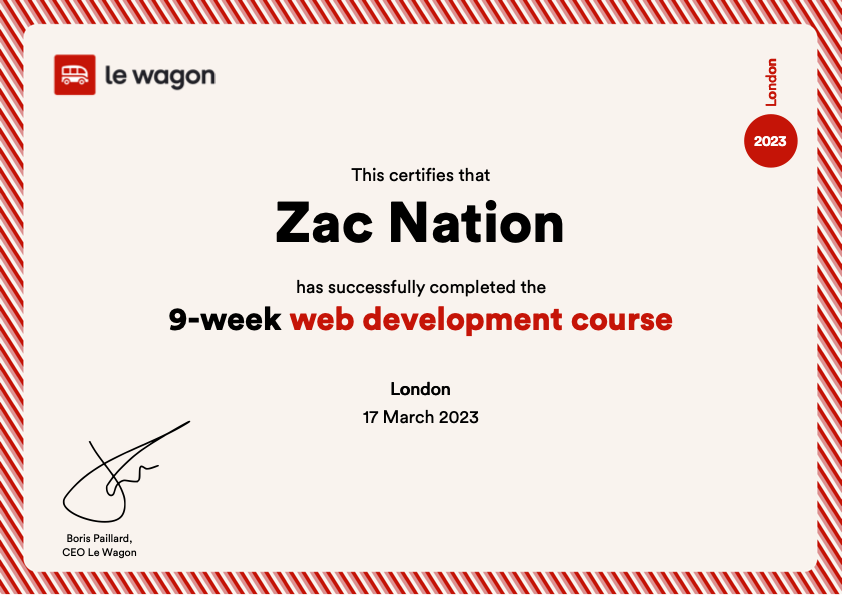 le wagon
London
2023
This certifies that
Zac Nation
has successfully completed the
9-week web development course
London
17 March 2023
Boris Paillard,
CEO Le Wagon